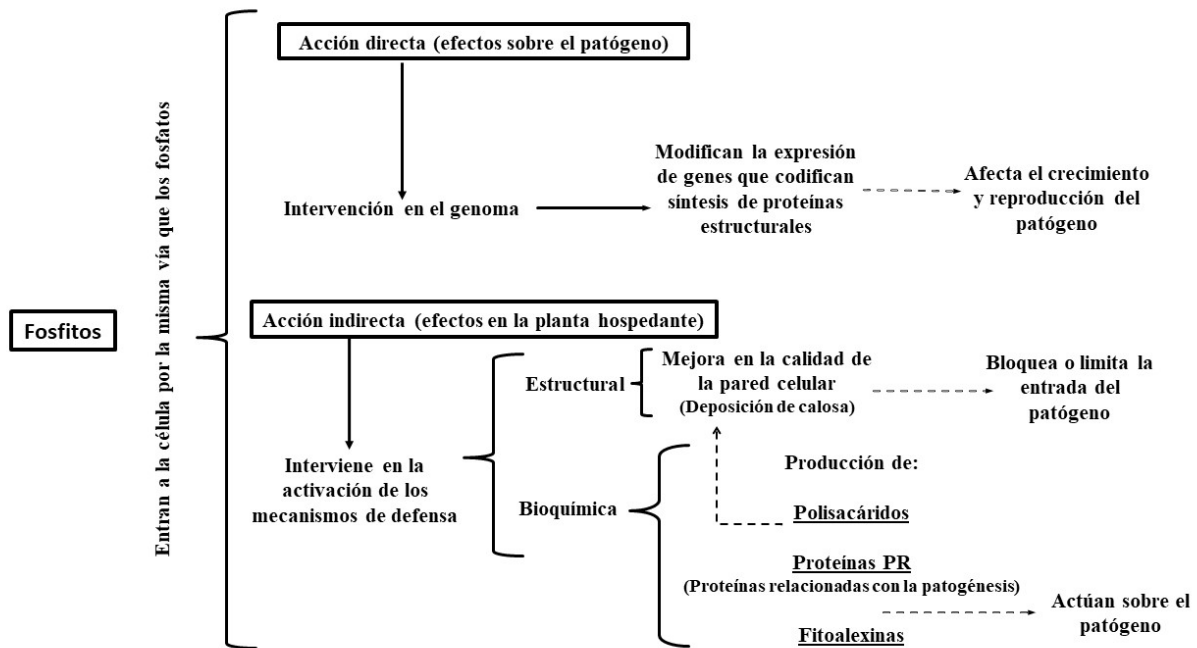 Fosfitos
Entran a la célula por la misma vía que los fosfatos
Acción directa (efectos sobre el patógeno)
Intervención en el genoma
Modifican la expresión
de genes que codifican
síntesis de proteínas
estructurales
Afecta el crecimiento
y reproducción del
patógeno
Acción indirecta (efectos en la planta hospedante)
Interviene en la
activación de los
mecanismos de defensa
Estructural
Mejora en la calidad de
la pared celular
(Deposición de calosa)
Bloquea o limita la
entrada del
patógeno
Bioquímica
Producción de:
Polisacáridos
Proteínas PR
(Proteínas relacionadas con la patogénesis)
Fitoalexinas
Actúan sobre el
patógeno